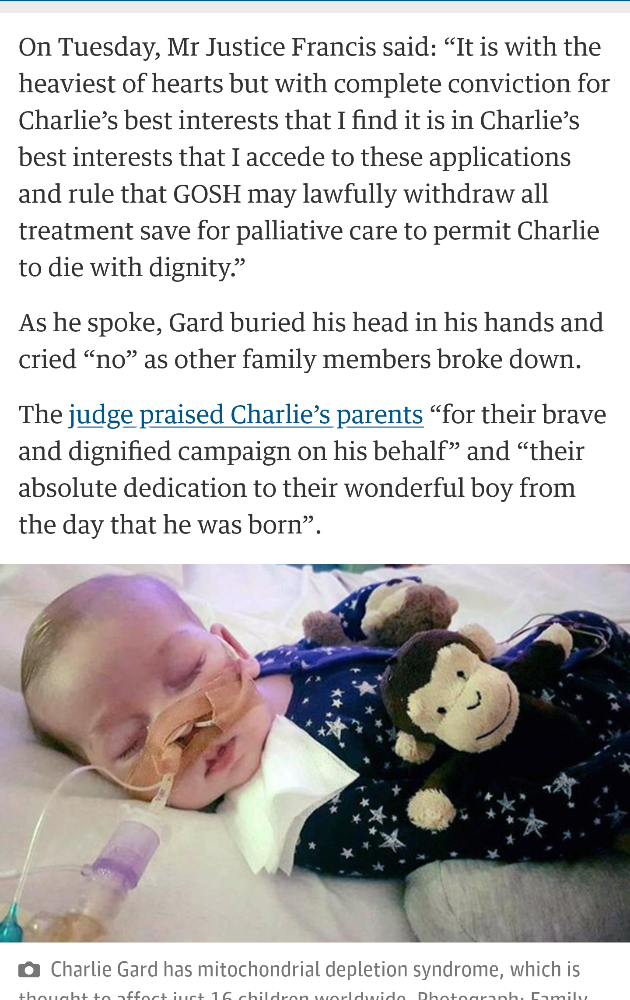 On Tuesday, Mr Justice Francis said: “It is with the
heaviest of hearts but with complete conviction for
Charlie’s best interests that I find it is in Charlie’s
best interests that I accede to these applications
and rule that GOSH may lawfully withdraw all
treatment save for palliative care to permit Charlie
to die with dignity.”
As he spoke, Gard buried his head in his hands and
cried “no” as other family members broke down.
The judge praised Charlie’s parents “for their brave
and dignified campaign on his behalf” and “their
absolute dedication to their wonderful boy from
the day that he was born”.
Charlie Gard has mitochondrial depletion syndrome, which is
thought to affect just 16 children worldwide. Photograph: Family